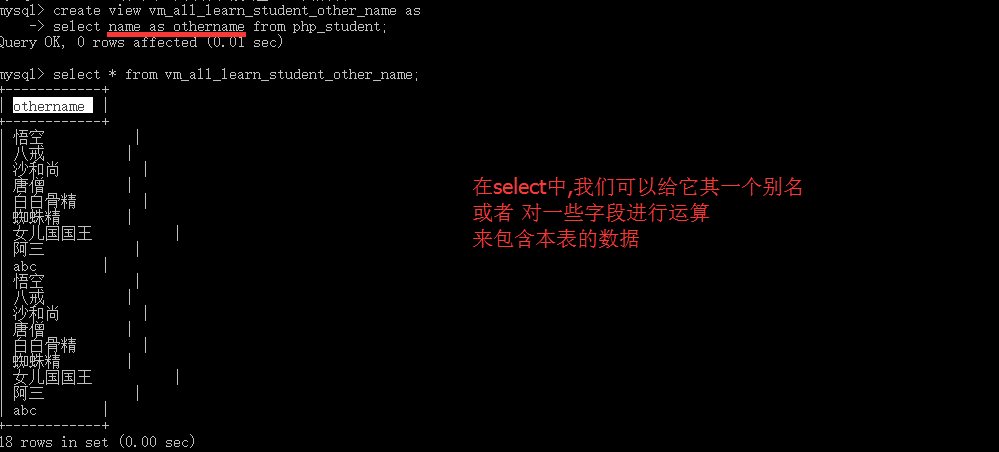 mysql> create view vm_all_learn_student_other_name as
    -> select name as othername from php_student;
Query OK, 0 rows affected (0.01 sec)
mysql> select * from vm_all_learn_student_other_name;
+------------+
| othername  |
+------------+
| 悟空           |
| 八戒          |
| 沙和尚          |
| 唐僧          |
| 白白骨精        |
| 蜘蛛精        |
| 女儿国国王          |
| 阿三           |
| abc        |
| 悟空           |
| 八戒          |
| 沙和尚          |
| 唐僧          |
| 白白骨精        |
| 蜘蛛精        |
| 女儿国国王          |
| 阿三           |
| abc        |
+------------+
18 rows in set (0.00 sec)
在select中,我们可以给它其一个别名
或者 对一些字段进行运算
来包含本表的数据